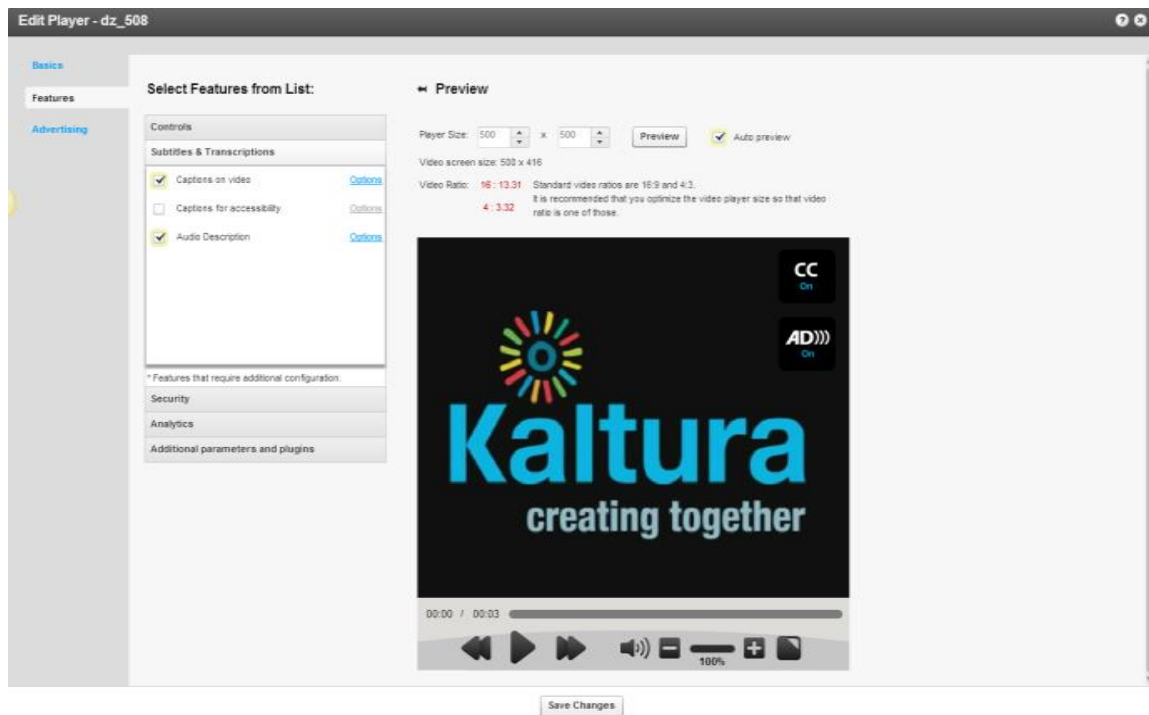 Edit Player - dz_508
Basics
Features
Advertising
Select Features from List:
Controls
Subtitles & Transcriptions
Captions on video Options
Captions for accessibility Options
Audio Description Options
* Features that require additional configuration.
Security
Analytics
Additional parameters and plugins
Preview
Player Size: 500 x 500 Preview Auto preview
Video screen size: 500 x 416
Video Ratio: 16 : 13.31 Standard video ratios are 16:9 and 4:3.
It is recommended that you optimize the video player size so that video
4 : 3.32 ratio is one of those.
CC
On
AD
On
Kaltura
creating together
00:00 / 00:03
100%
Save Changes